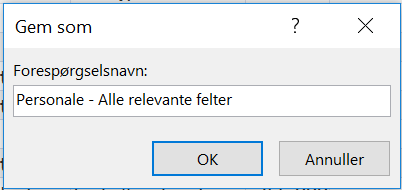 Gem som
Forespørgselsnavn:
Personale - Alle relevante felter
OK Annuller